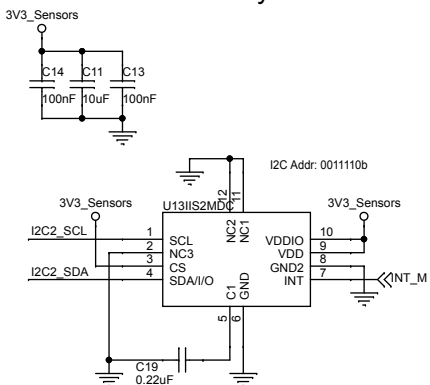 3V3_Sensors
C14
C11
C13
100nF
10uF
100nF
I2C Addr: 0011110b
3V3_Sensors
U13IIS2MDC
3V3_Sensors
12
11
NC2
NC1
I2C2_SCL
1
SCL
VDDIO
10
2
NC3
VDD
9
3
CS
GND2
8
I2C2_SDA
4
SDA/I/O
INT
7
INT_M
C1
GND
5
6
C19
0.22uF